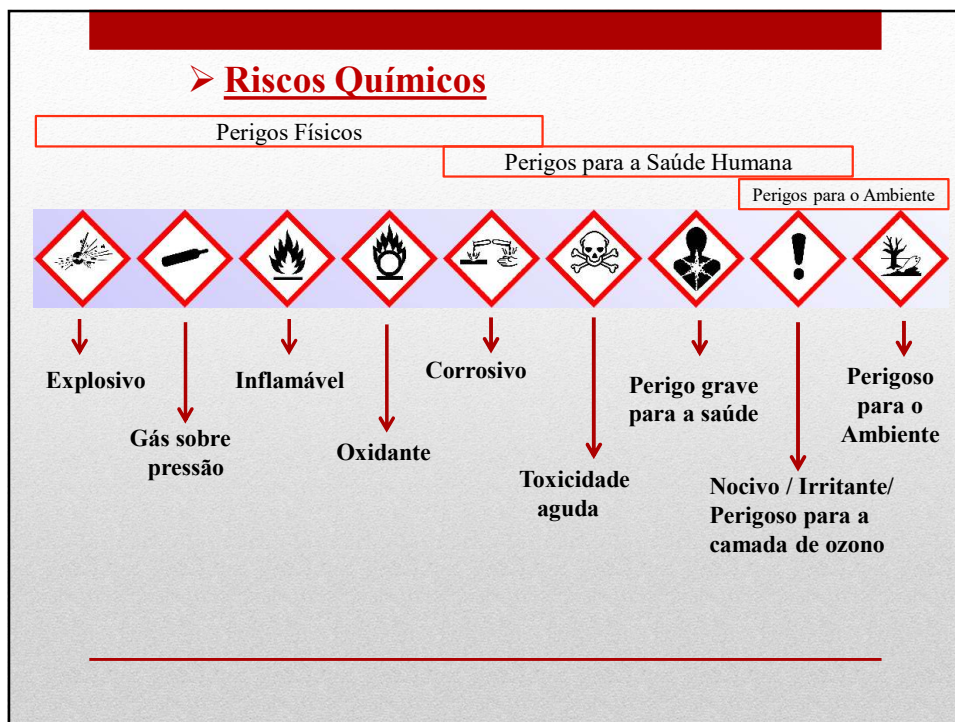 ➢ Riscos Químicos
Perigos Físicos
Perigos para a Saúde Humana
Perigos para o Ambiente
Explosivo
Gás sobre
pressão
Inflamável
Oxidante
Corrosivo
Toxicidade
aguda
Perigo grave
para a saúde
Nocivo / Irritante/
Perigoso para a
camada de ozono
Perigoso
para o
Ambiente